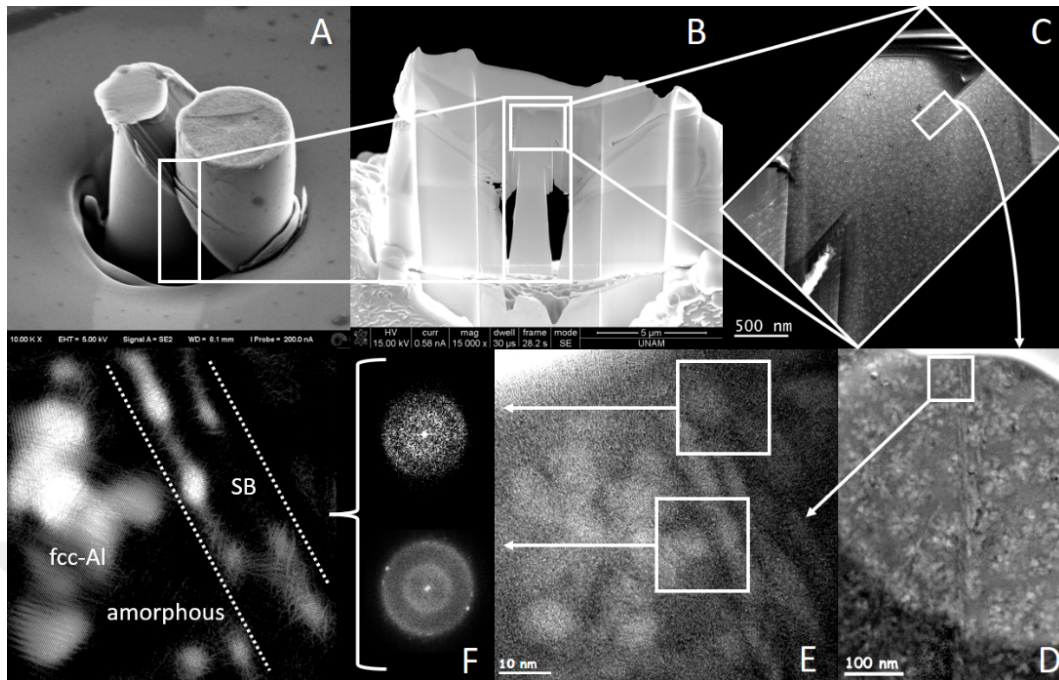 A
B
C
10.00 K X EHT = 5.00 kV Signal A = SE2 WD = 9.1 mm I Probe = 200.0 nA
HV curr mag dwell frame mode 5 µm
15.00 kV 0.58 nA 15 000 x 30 µs 28.2 s SE UNAM
500 nm
SB
fcc-Al
amorphous
F
10 nm
E
100 nm
D